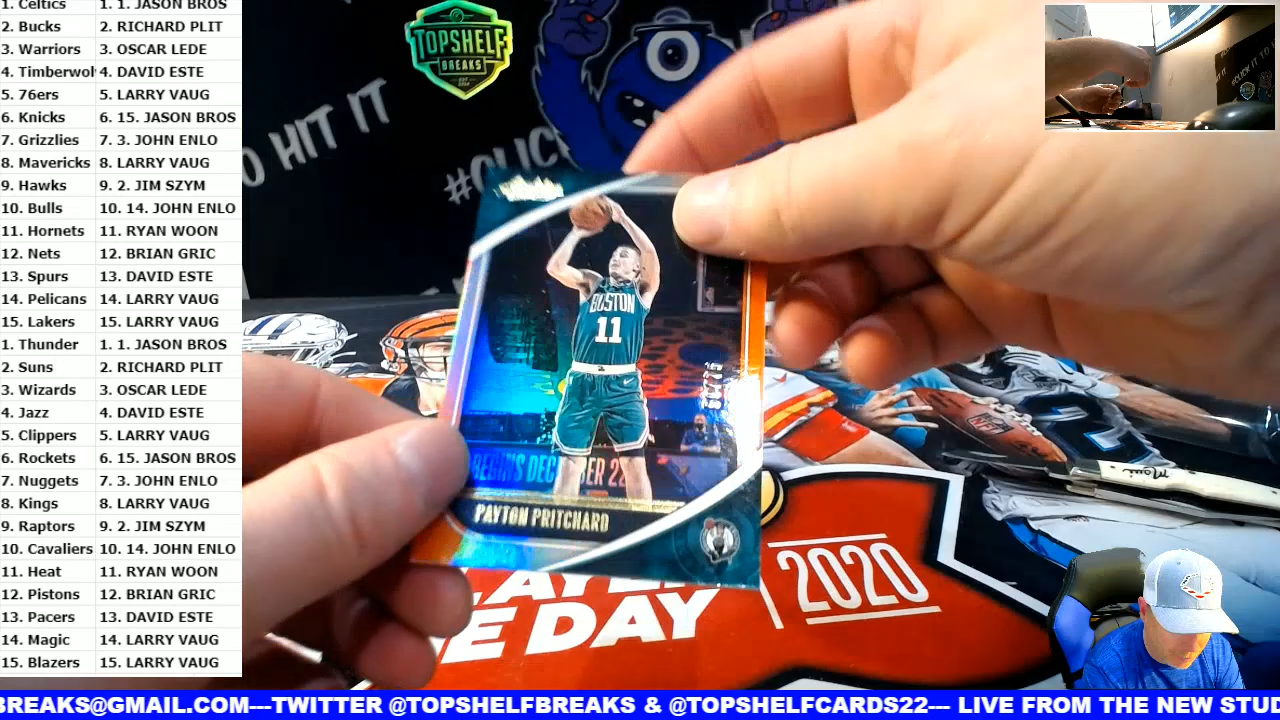 1. Celtics 1. 1. JASON BROS
2. Bucks 2. RICHARD PLIT
3. Warriors 3. OSCAR LEDE
4. Timberwol 4. DAVID ESTE
5. 76ers 5. LARRY VAUG
6. Knicks 6. 15. JASON BROS
7. Grizzlies 7. 3. JOHN ENLO
8. Mavericks 8. LARRY VAUG
9. Hawks 9. 2. JIM SZYM
10. Bulls 10. 14. JOHN ENLO
11. Hornets 11. RYAN WOON
12. Nets 12. BRIAN GRIC
13. Spurs 13. DAVID ESTE
14. Pelicans 14. LARRY VAUG
15. Lakers 15. LARRY VAUG
1. Thunder 1. 1. JASON BROS
2. Suns 2. RICHARD PLIT
3. Wizards 3. OSCAR LEDE
4. Jazz 4. DAVID ESTE
5. Clippers 5. LARRY VAUG
6. Rockets 6. 15. JASON BROS
7. Nuggets 7. 3. JOHN ENLO
8. Kings 8. LARRY VAUG
9. Raptors 9. 2. JIM SZYM
10. Cavaliers 10. 14. JOHN ENLO
11. Heat 11. RYAN WOON
12. Pistons 12. BRIAN GRIC
13. Pacers 13. DAVID ESTE
14. Magic 14. LARRY VAUG
15. Blazers 15. LARRY VAUG
TOPSHELF
BREAKS
O HIT IT
#CLICK
BOSTON
11
BEGINS DECEMBER 22
PAYTON PRITCHARD
LAYER
E DAY
2020
NFL
BREAKS@GMAIL.COM---TWITTER @TOPSHELFBREAKS & @TOPSHELFCARDS22--- LIVE FROM THE NEW STUD